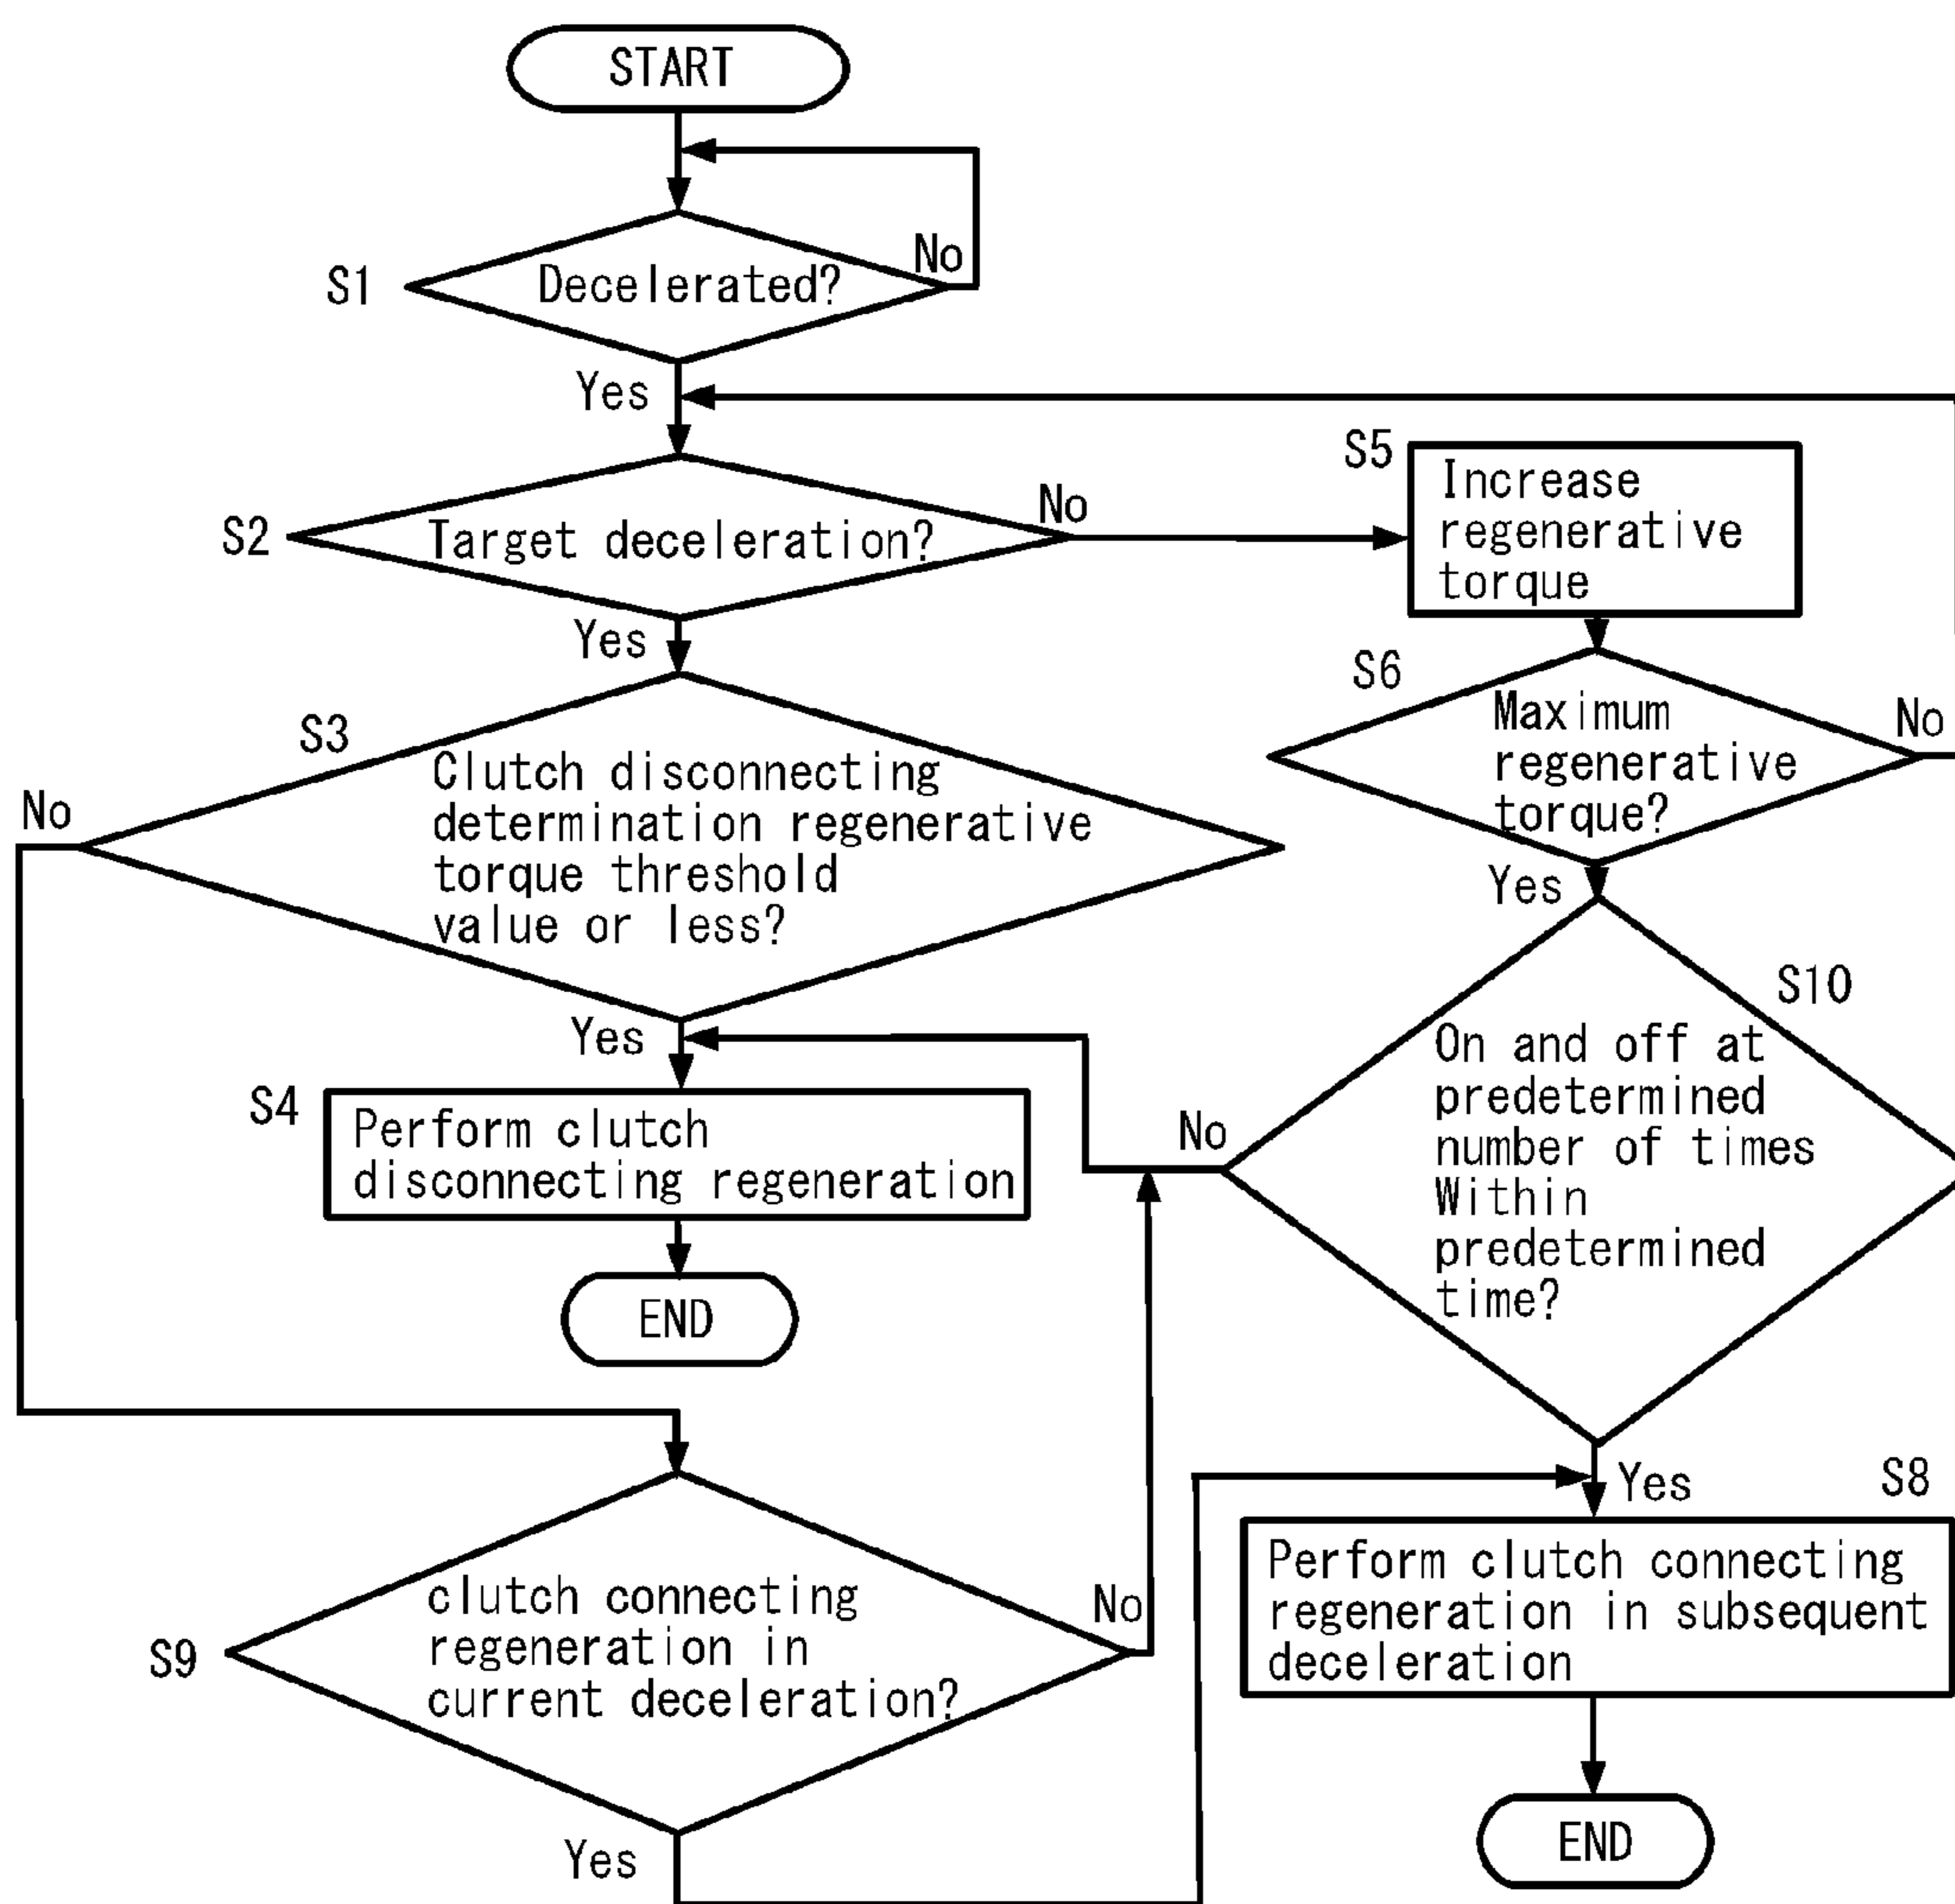 START
S1
Decelerated?
No
Yes
S2
Target deceleration?
No
Yes
S5
Increase
regenerative
torque
S6
Maximum
regenerative
torque?
No
Yes
S3
Clutch disconnecting
determination regenerative
torque threshold
value or less?
No
Yes
S4
Perform clutch
disconnecting regeneration
END
S10
On and off at
predetermined
number of times
Within
predetermined
time?
No
Yes
S9
clutch connecting
regeneration in
current deceleration?
No
Yes
S8
Perform clutch connecting
regeneration in subsequent
deceleration
END